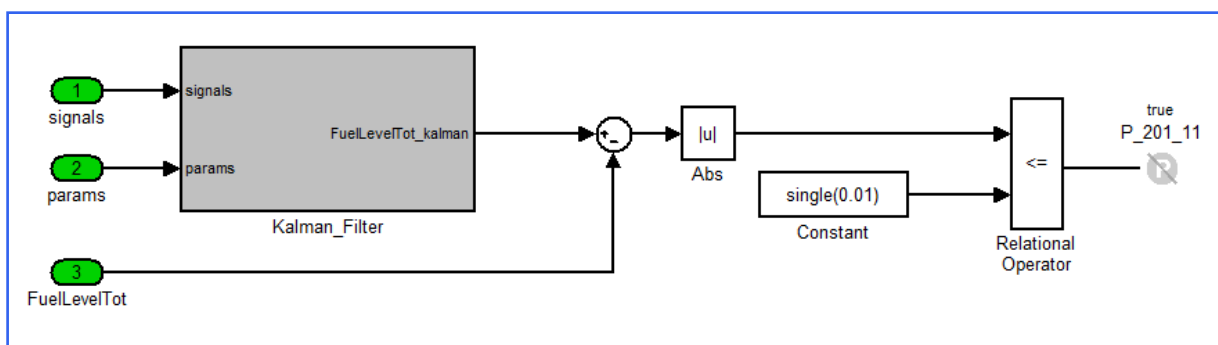 1
signals
2
params
signals
params
FuelLevelTot_kalman
Kalman_Filter
3
FuelLevelTot
+
-
|u|
Abs
single(0.01)
Constant
<=
Relational
Operator
true
P_201_11
P